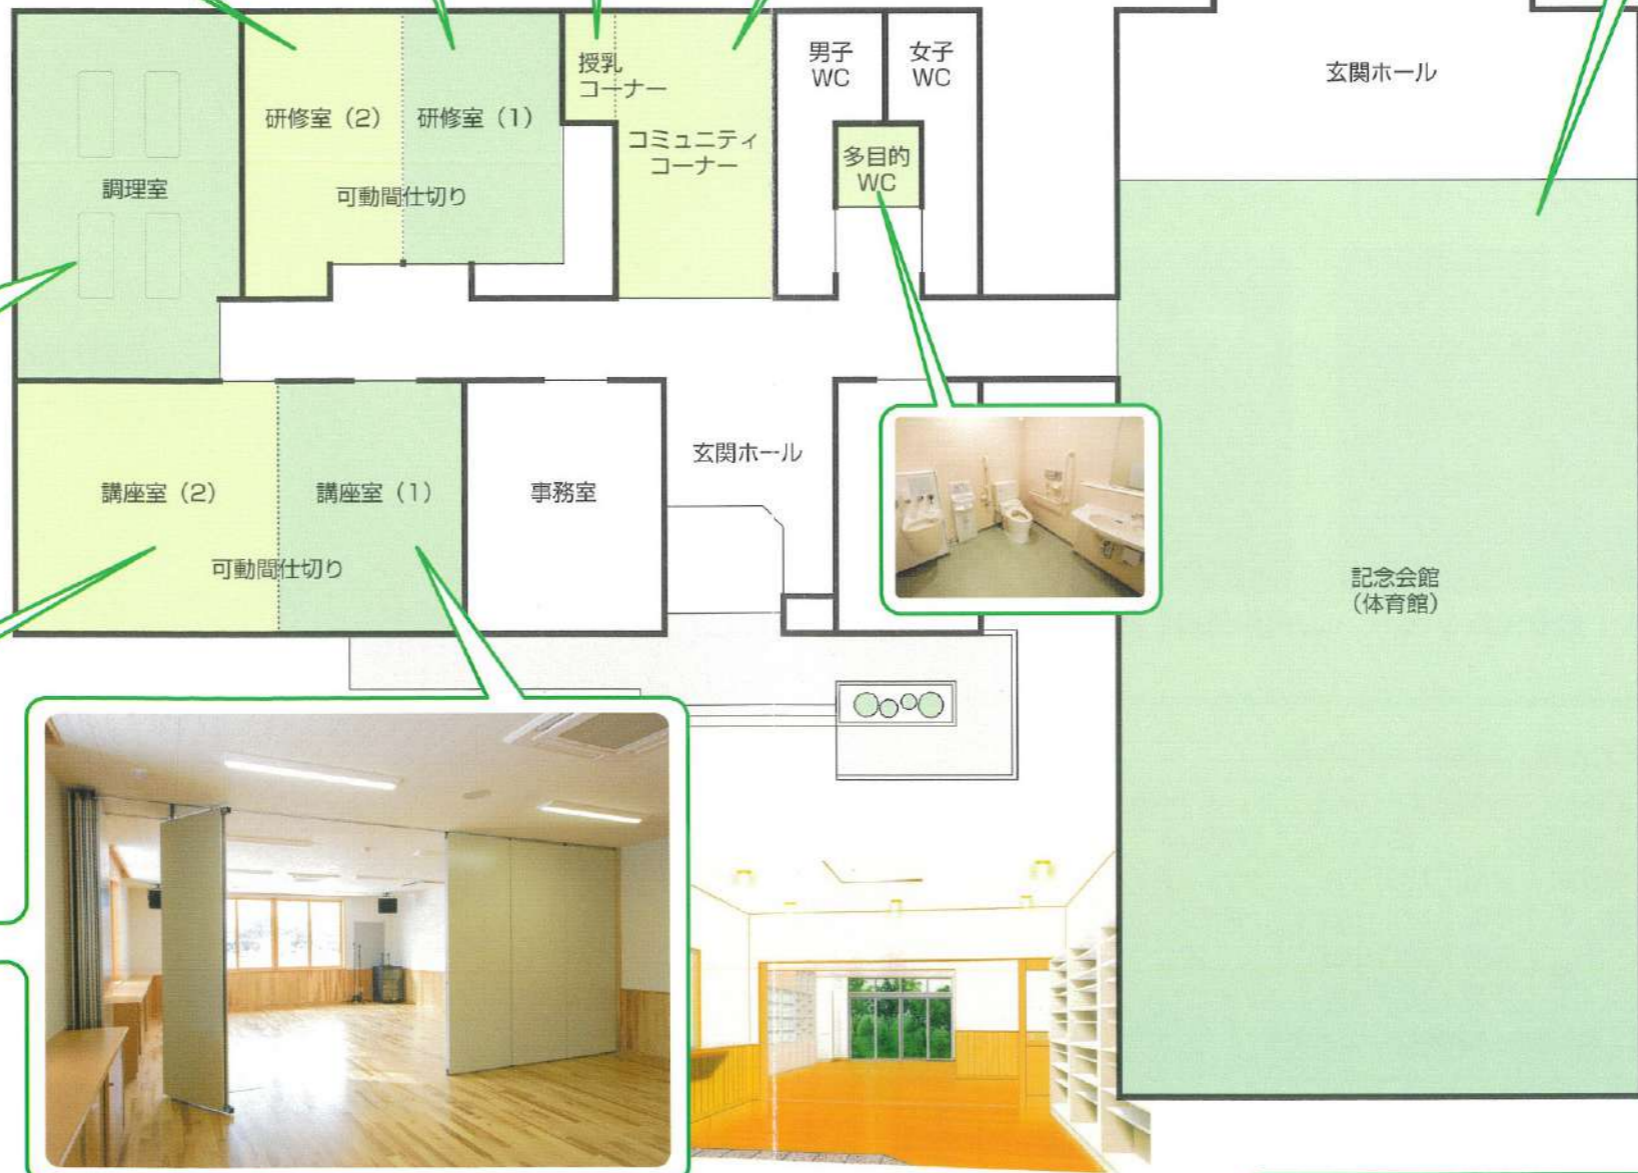 授乳
コーナー
男子
WC
女子
WC
玄関ホール
研修室（2）
研修室（1）
コミュニティ
コーナー
多目的
WC
調理室
可動間仕切り
玄関ホール
講座室（2）
講座室（1）
事務室
可動間仕切り
記念会館
（体育館）